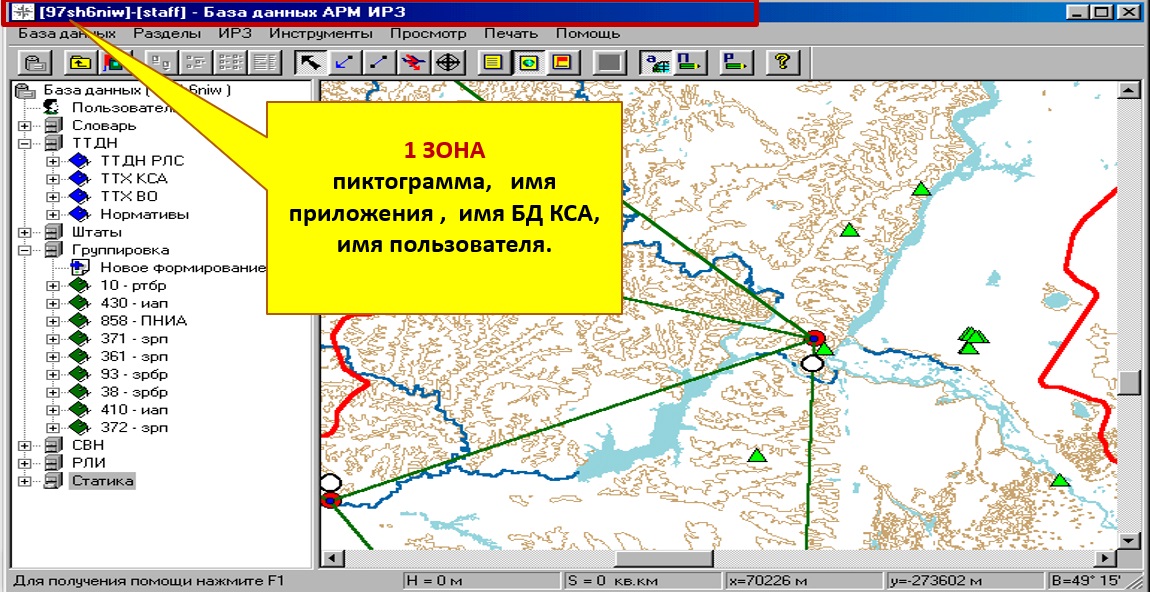 [97sh6niw]-[staff] - База данных АРМ ИРЗ
База данных Разделы ИРЗ Инструменты Просмотр Печать Помощь
База данных ( 6niw )
Пользовател
Словарь
ТТДН
ТТДН РЛС
ТТХ КСА
ТТХ ВО
Нормативы
Штаты
Группировка
Новое формирование
10 - ртбр
430 - иап
858 - ПНИА
371 - зрп
361 - зрп
93 - зрбр
38 - зрбр
410 - иап
372 - зрп
СВН
РЛИ
Статика
1 ЗОНА
пиктограмма, имя
приложения , имя БД КСА,
имя пользователя.
Для получения помощи нажмите F1 H = 0 м S = 0 кв.км x=70226 м y=-273602 м B=49° 15'